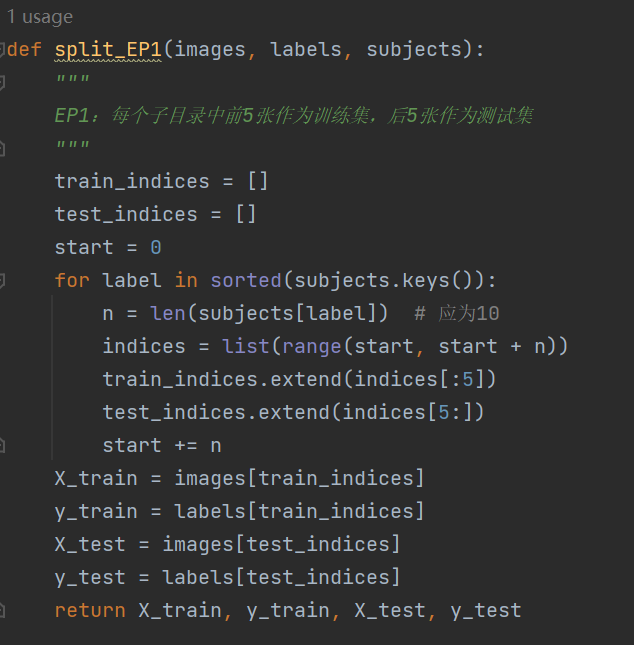 1 usage
def split_EP1(images, labels, subjects):
    """
    EP1：每个子目录中前5张作为训练集，后5张作为测试集
    """
    train_indices = []
    test_indices = []
    start = 0
    for label in sorted(subjects.keys()):
        n = len(subjects[label])  # 应为10
        indices = list(range(start, start + n))
        train_indices.extend(indices[:5])
        test_indices.extend(indices[5:])
        start += n
    X_train = images[train_indices]
    y_train = labels[train_indices]
    X_test = images[test_indices]
    y_test = labels[test_indices]
    return X_train, y_train, X_test, y_test